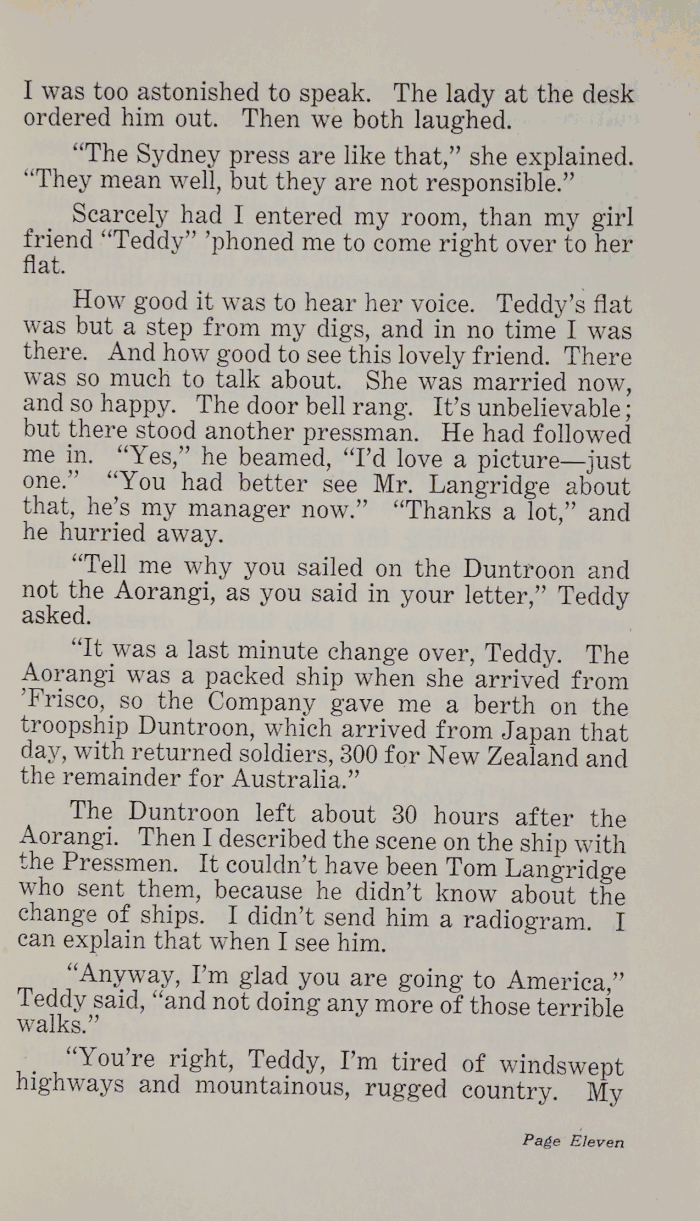 I was too astonished to speak. The lady at the desk
ordered him out. Then we both laughed.
“The Sydney press are like that,” she explained.
“They mean well, but they are not responsible.”
Scarcely had I entered my room, than my girl
friend “Teddy” ’phoned me to come right over to her
flat.
How good it was to hear her voice. Teddy’s flat
was but a step from my digs, and in no time I was
there. And how good to see this lovely friend. There
was so much to talk about. She was married now,
and so happy. The door bell rang. It’s unbelievable;
but there stood another pressman. He had followed
me in. “Yes,” he beamed, “I’d love a picture—just
one.” “You had better see Mr. Langridge about
that, he’s my manager now.” “Thanks a lot,” and
he hurried away.
“Tell me why you sailed on the Duntroon and
not the Aorangi, as you said in your letter,” Teddy
asked.
“It was a last minute change over, Teddy. The
Aorangi was a packed ship when she arrived from
’Frisco, so the Company gave me a berth on the
troopship Duntroon, which arrived from Japan that
day, with returned soldiers, 300 for New Zealand and
the remainder for Australia.”
The Duntroon left about 30 hours after the
Aorangi. Then I described the scene on the ship with
the Pressmen. It couldn’t have been Tom Langridge
who sent them, because he didn’t know about the
change of ships. I didn’t send him a radiogram. I
can explain that when I see him.
“Anyway, I’m glad you are going to America,”
Teddy said, “and not doing any more of those terrible
walks.”
“You’re right, Teddy, I’m tired of windswept
highways and mountainous, rugged country. My
Page Eleven